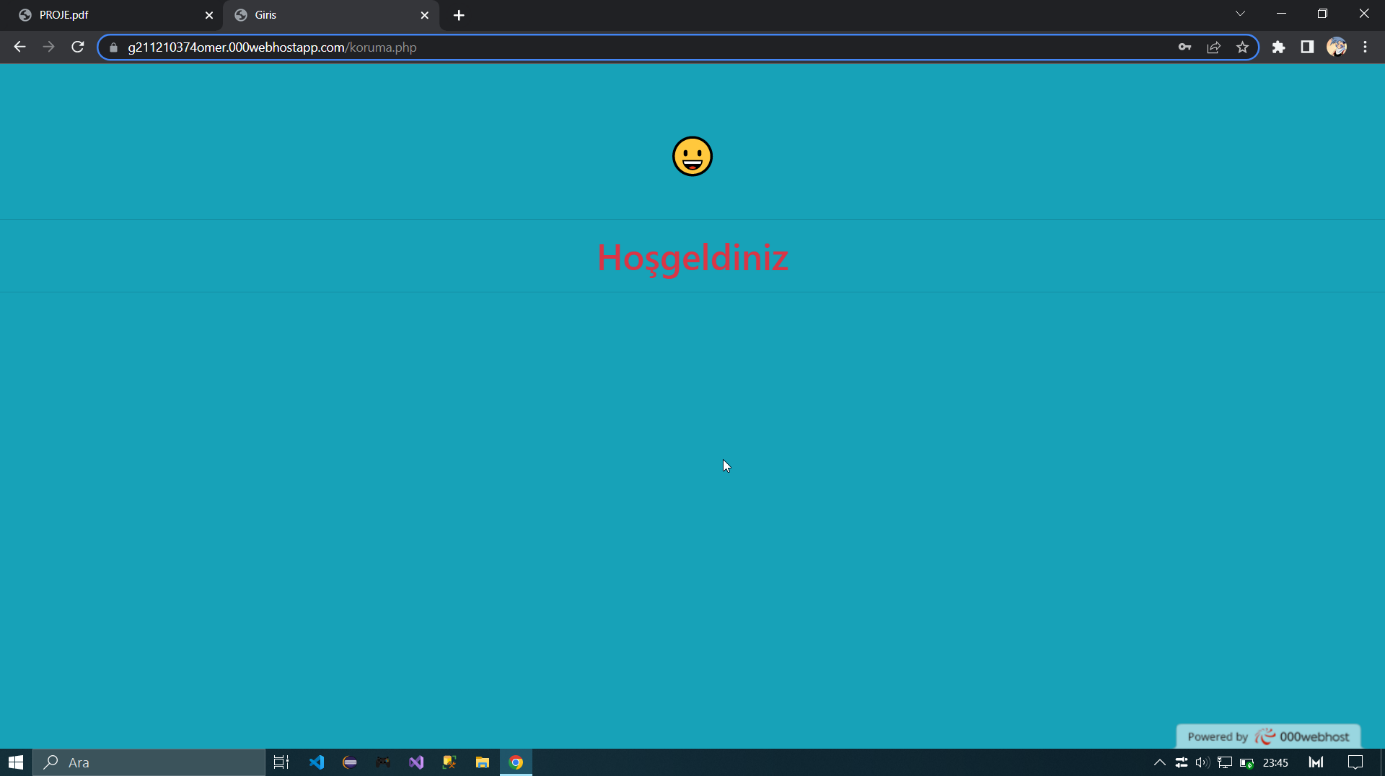 PROJE.pdf
Giris
g211210374omer.000webhostapp.com/koruma.php
Hoşgeldiniz
Powered by 000webhost
Ara
23:45